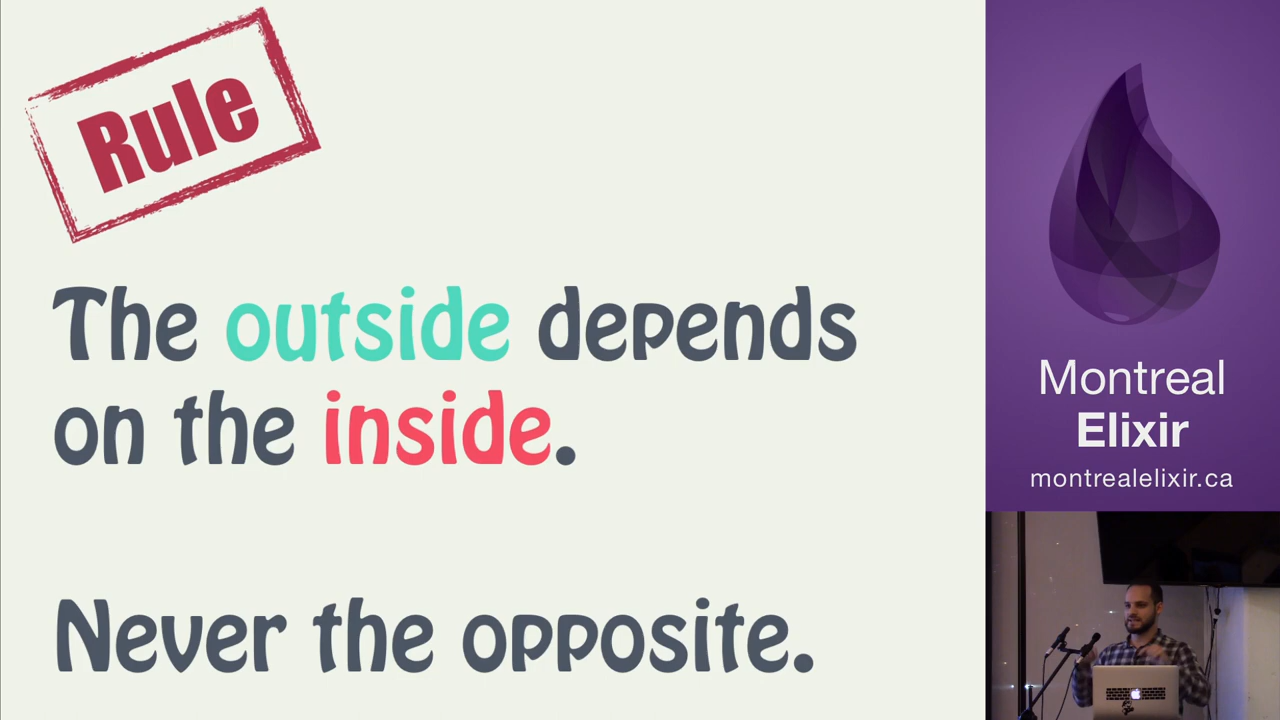 Rule
The outside depends
on the inside.
Never the opposite.
Montreal
Elixir
montrealelixir.ca